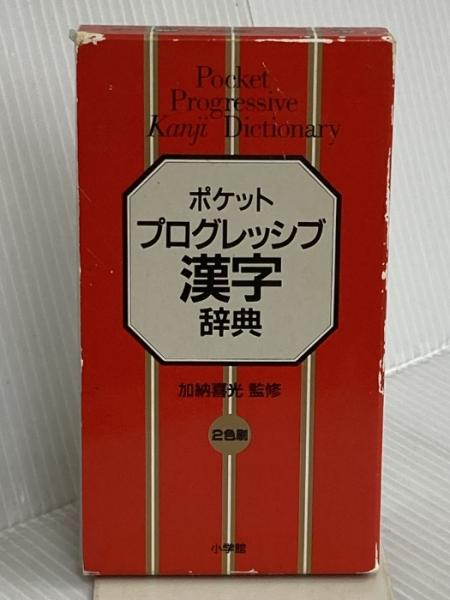 Pocket
Progressive
Kanji Dictionary
ポケット
プログレッシブ
漢字
辞典
加納喜光 監修
2色刷
小学館